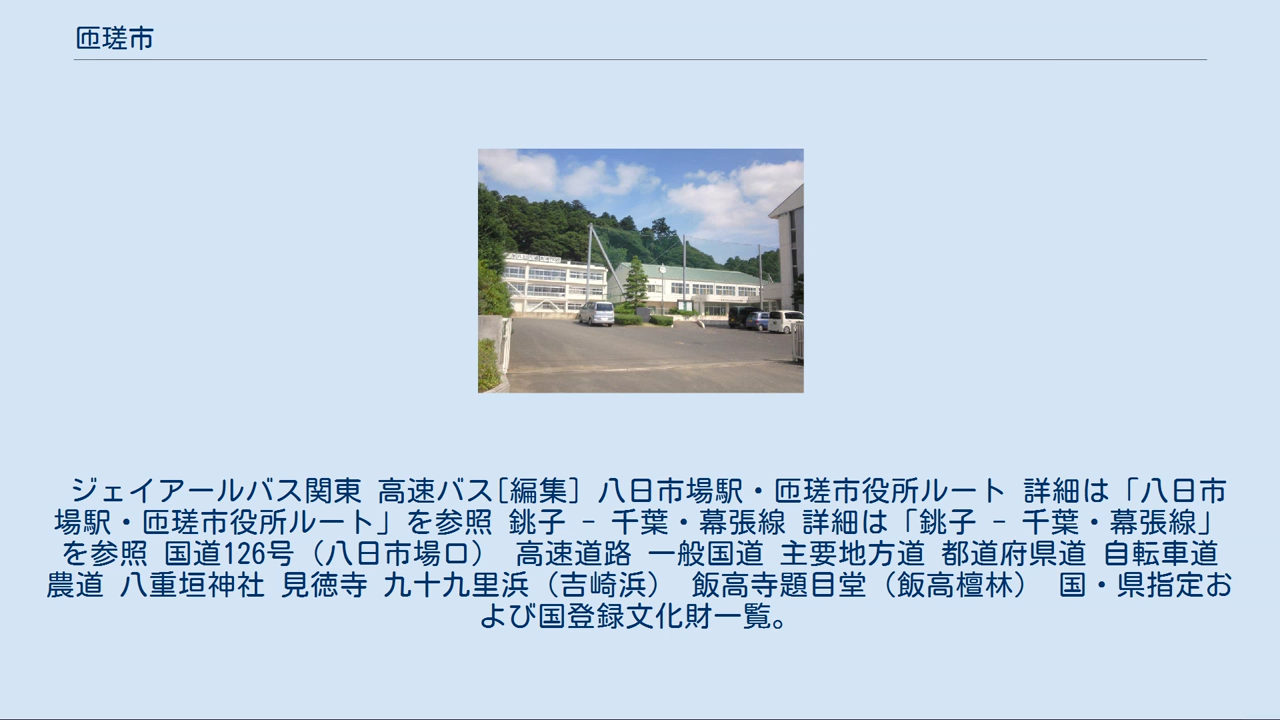 匝瑳市
ジェイアールバス関東 高速バス[編集] 八日市場駅・匝瑳市役所ルート 詳細は「八日市
場駅・匝瑳市役所ルート」を参照 銚子 - 千葉・幕張線 詳細は「銚子 - 千葉・幕張線」
を参照 国道126号（八日市場ロ） 高速道路 一般国道 主要地方道 都道府県道 自転車道
農道 八重垣神社 見徳寺 九十九里浜（吉崎浜） 飯高寺題目堂（飯高檀林） 国・県指定お
よび国登録文化財一覧。